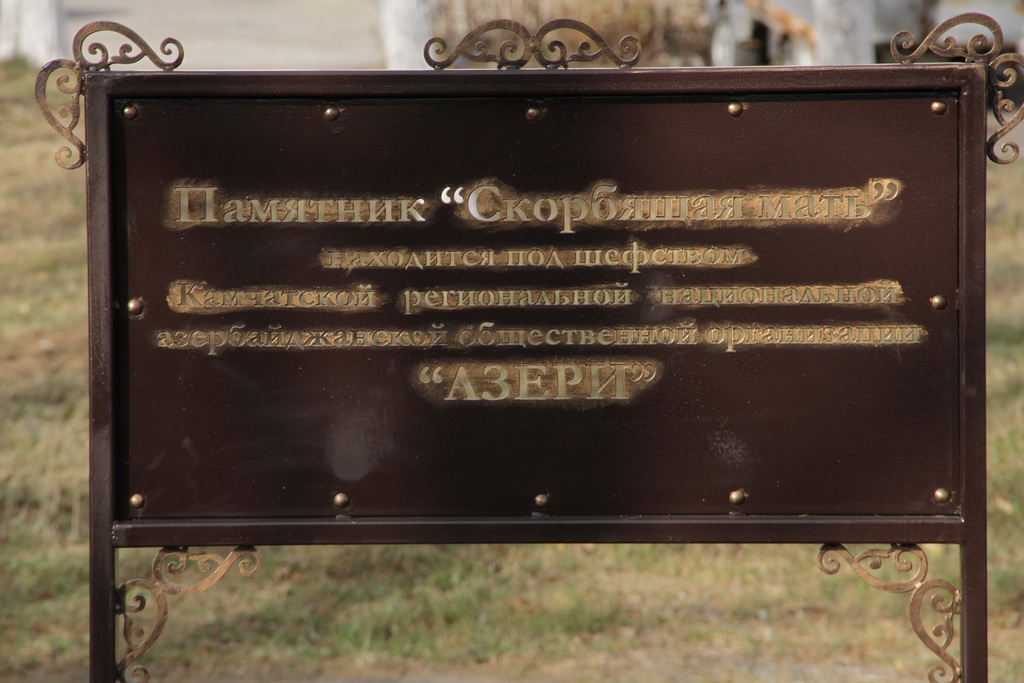 Памятник “Скорбящая мать”
находится под шефством
Камчатской региональной национальной
азербайджанской общественной организации
“АЗЕРИ”